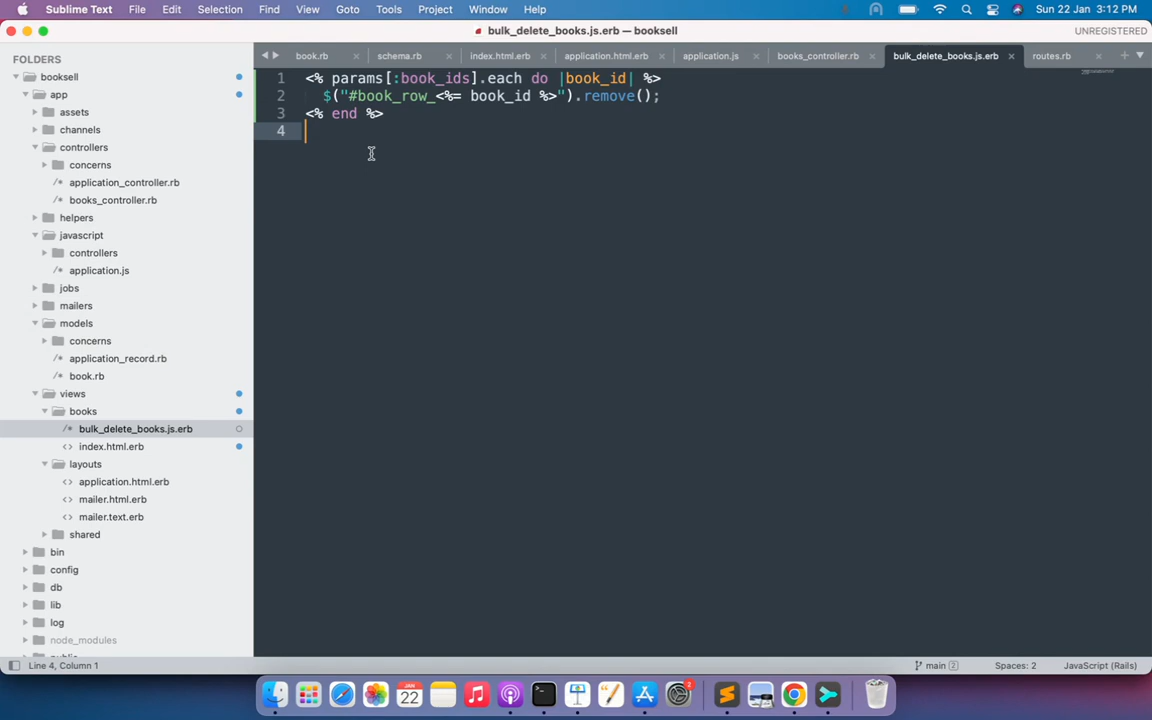 Sublime Text File Edit Selection Find View Goto Tools Project Window Help Sun 22 Jan 3:12 PM
bulk_delete_books.js.erb — booksell UNREGISTERED
FOLDERS
book.rb schema.rb index.html.erb application.html.erb application.js books_controller.rb bulk_delete_books.js.erb routes.rb
booksell
app
assets
channels
controllers
concerns
application_controller.rb
books_controller.rb
helpers
javascript
controllers
application.js
jobs
mailers
models
concerns
application_record.rb
book.rb
views
books
bulk_delete_books.js.erb
index.html.erb
layouts
application.html.erb
mailer.html.erb
mailer.text.erb
shared
bin
config
db
lib
log
node_modules
1 <% params[:book_ids].each do |book_id| %>
2 $("#book_row_<%= book_id %>").remove();
3 <% end %>
4
Line 4, Column 1 main 2 Spaces: 2 JavaScript (Rails)
JAN
22
2